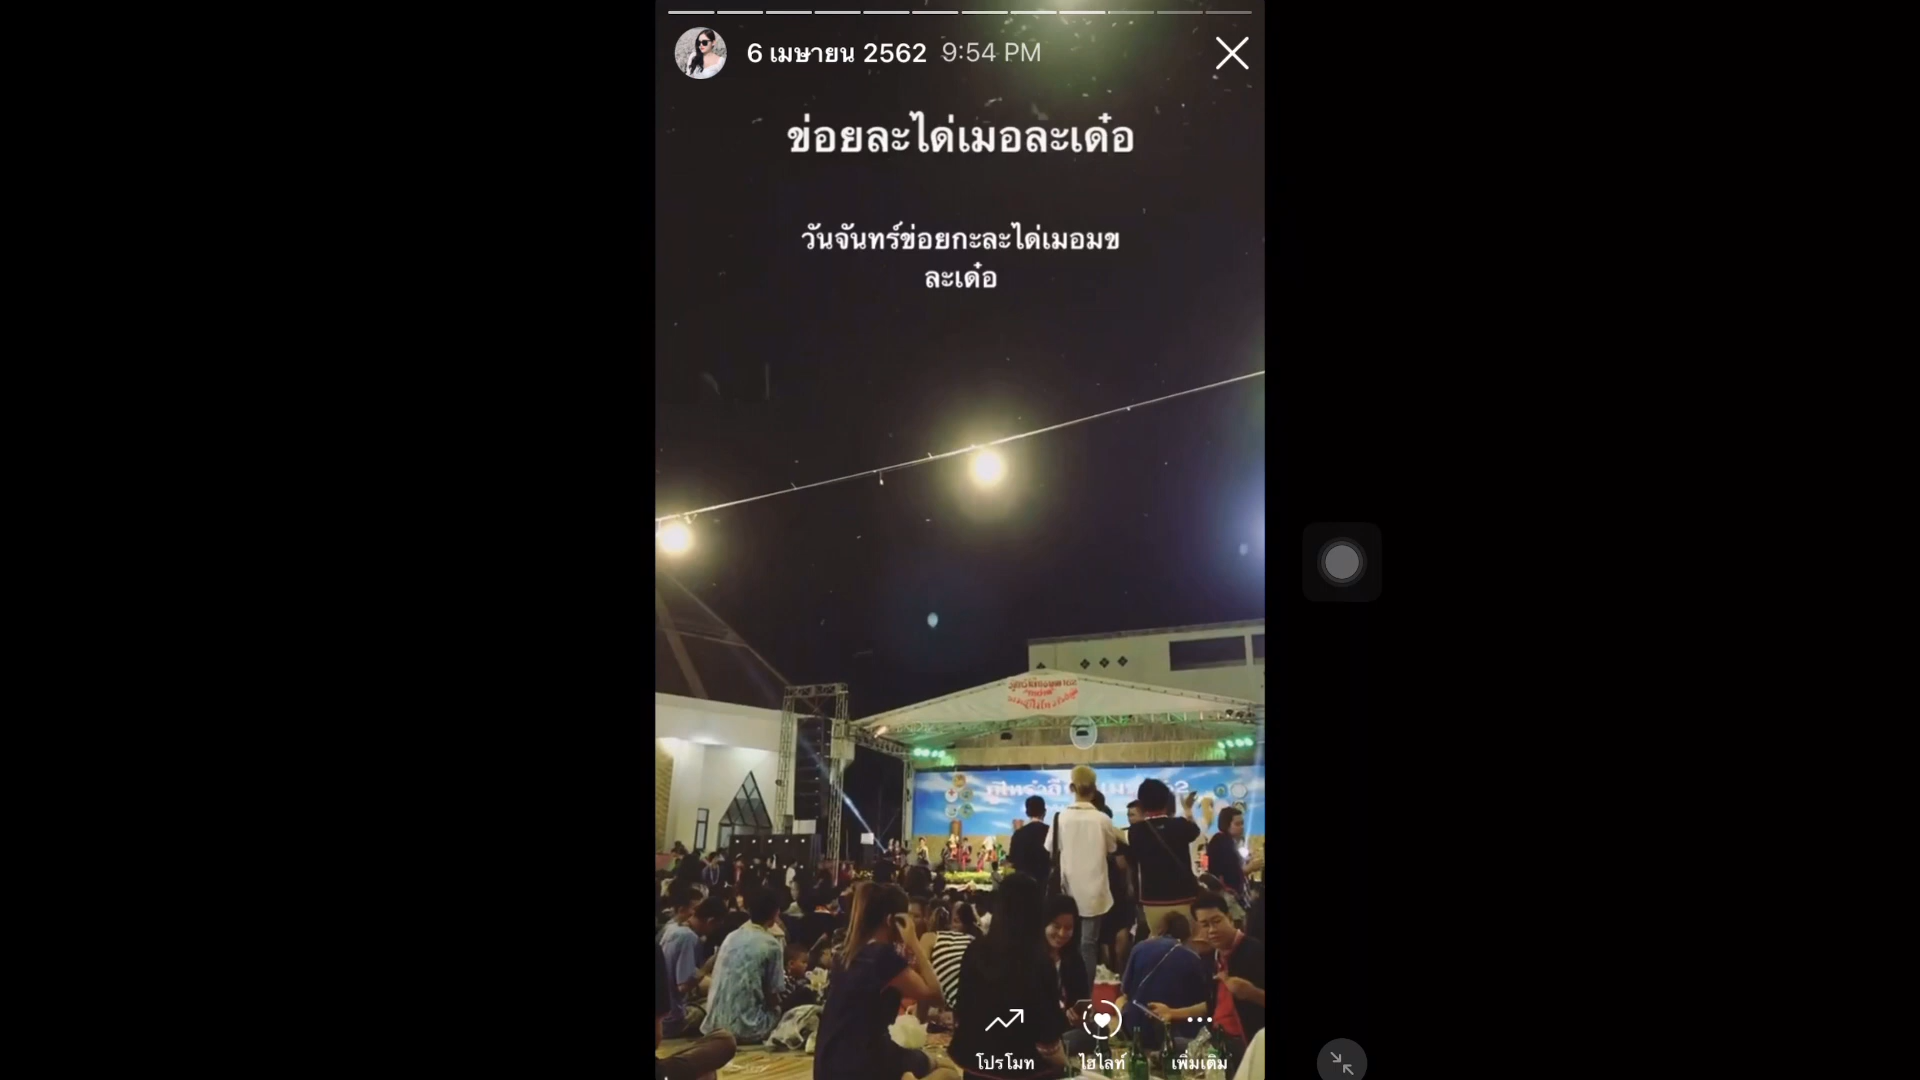 6 เมษายน 2562 9:54 PM
ข่อยละได่เมอละเด๋อ
วันจันทร์ข่อยกะละได่เมอมข
ละเด๋อ
โปรโมท
ไฮไลท์
เพิ่มเติม